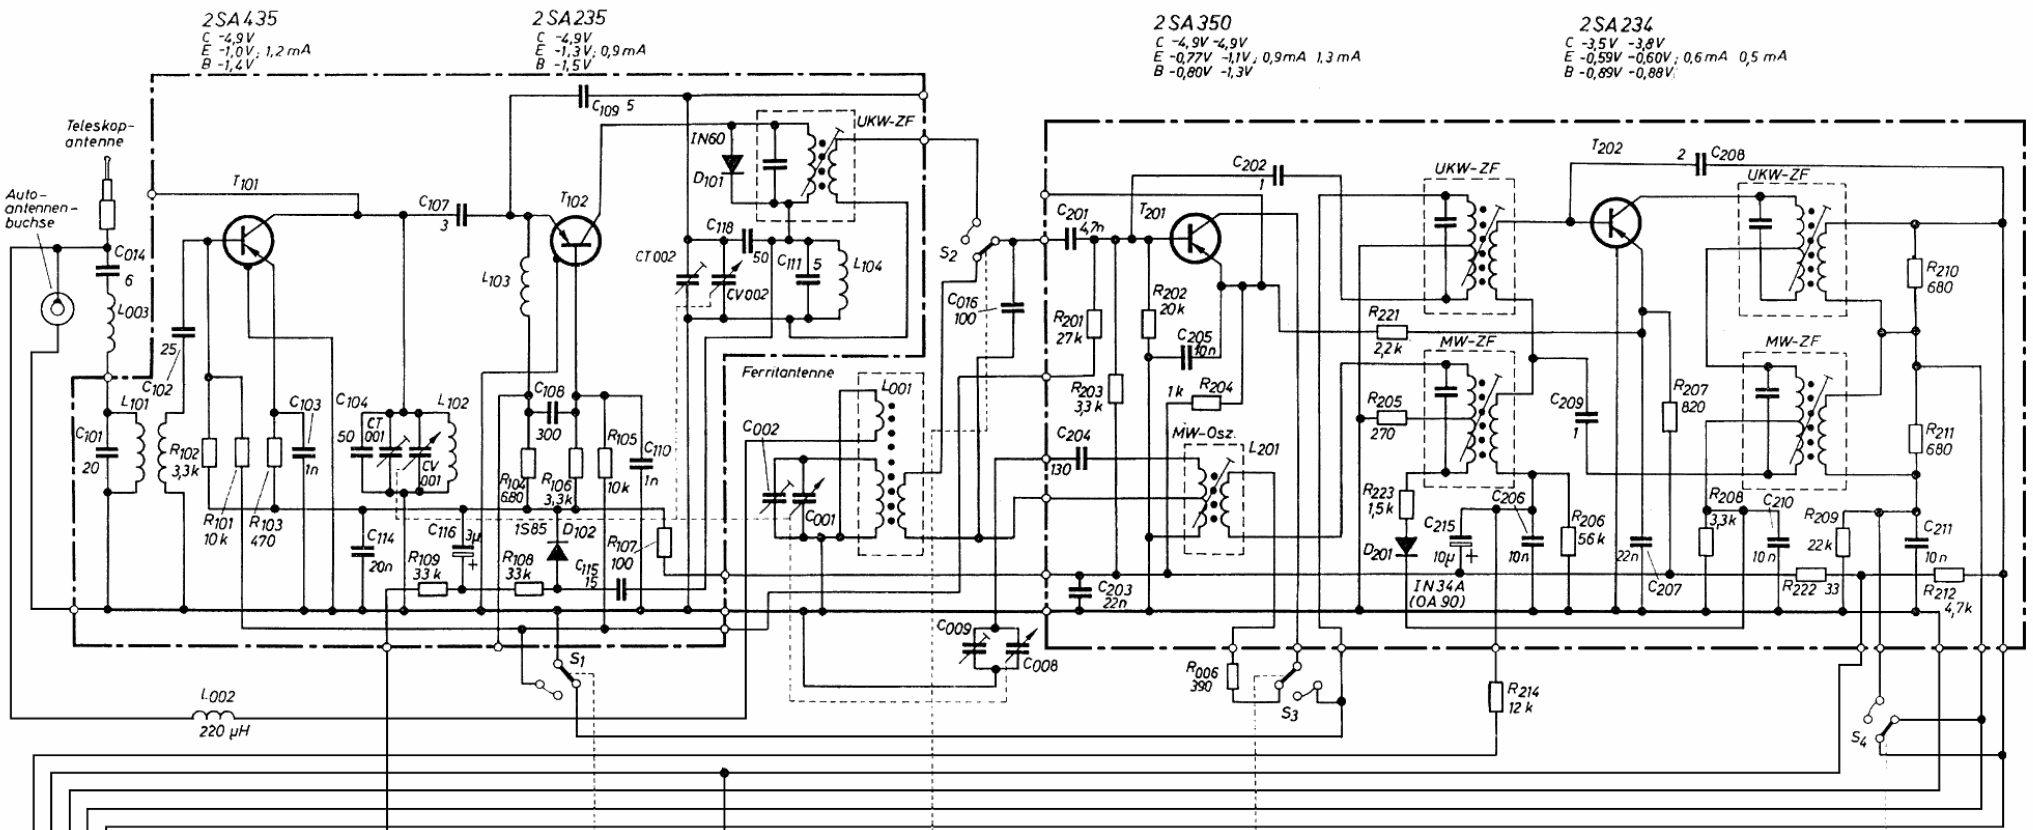 2SA435
C -4,9V
E -1,0V; 1,2mA
B -1,4V
2SA235
C -4,9V
E -1,3V; 0,9mA
B -1,5V
2SA350
C -4,9V -4,9V
E -0,77V -1,1V; 0,9mA 1,3mA
B -0,80V -1,3V
2SA234
C -3,5V -3,8V
E -0,59V -0,60V; 0,6mA 0,5mA
B -0,89V -0,88V;
Teleskop-
antenne
Auto-
antennen-
buchse
C014
6
L003
T101
C107
3
C109 5
T102
IN60
D101
UKW-ZF
C118
50
C111 5
L104
CT002
CV002
L103
25
C102
L101
C101
20
R102
3,3k
R101
10k
R103
470
C103
1n
C104
50
CT
001
CV
001
L102
C114
20n
C116
3µ
+
R109
33k
R108
33k
R104
680
C108
300
R106
3,3k
1S85
D102
R105
10k
C110
1n
C115
15
R107
100
S1
L002
220 µH
Ferritantenne
L001
C002
C001
S2
C016
100
C009
C008
C201
4,7n
T201
C202
1
R201
27k
R202
20k
C205
10n
R203
3,3k
1k
R204
C204
130
MW-Osz.
L201
C203
22n
R006
390
S3
UKW-ZF
R221
2,2k
MW-ZF
R205
270
R223
1,5k
D201
IN34A
(OA90)
C215
10µ
+
C206
10n
R206
56k
C209
1
R214
12k
T202
2 C208
UKW-ZF
MW-ZF
R207
820
22n
C207
R208
3,3k
C210
10n
R209
22k
R222 33
R210
680
R211
680
C211
10n
R212
4,7k
S4